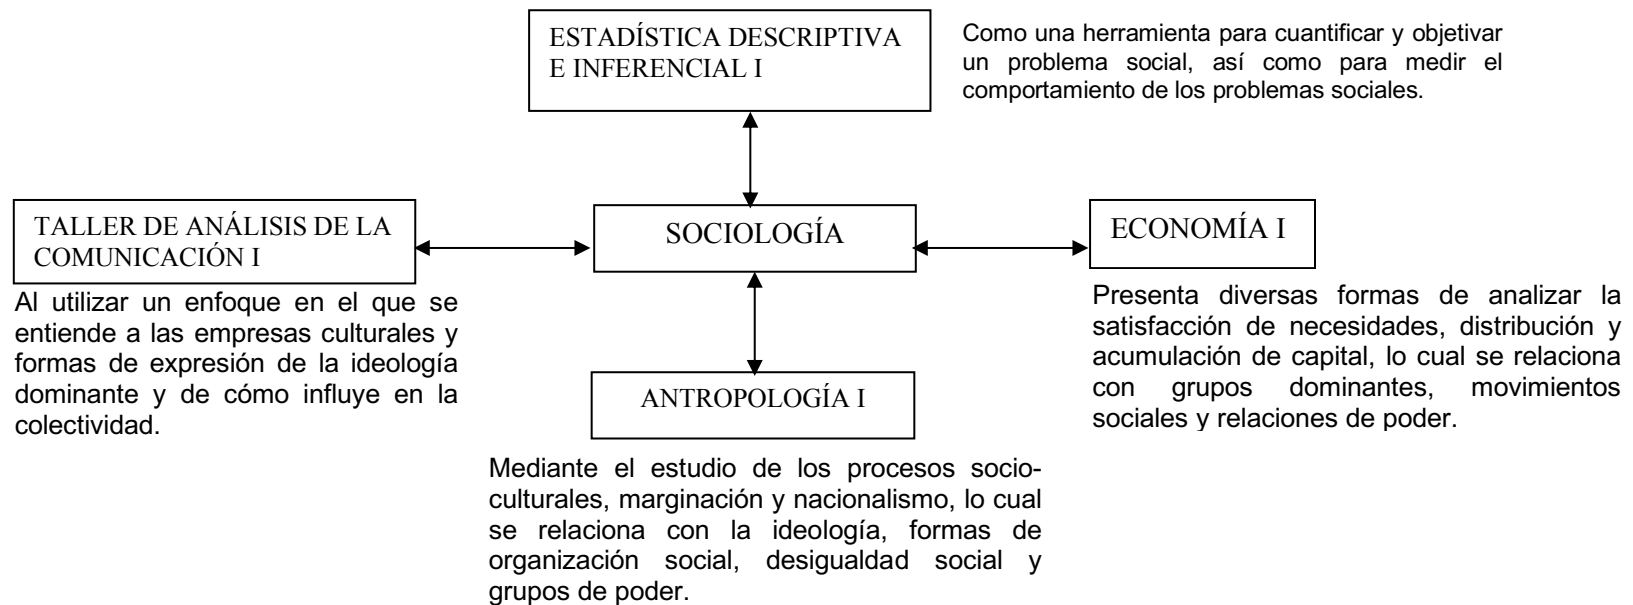 ESTADÍSTICA DESCRIPTIVA
E INFERENCIAL I
Como una herramienta para cuantificar y objetivar
un problema social, así como para medir el
comportamiento de los problemas sociales.
TALLER DE ANÁLISIS DE LA
COMUNICACIÓN I
SOCIOLOGÍA
ECONOMÍA I
Al utilizar un enfoque en el que se
entiende a las empresas culturales y
formas de expresión de la ideología
dominante y de cómo influye en la
colectividad.
Presenta diversas formas de analizar la
satisfacción de necesidades, distribución y
acumulación de capital, lo cual se relaciona
con grupos dominantes, movimientos
sociales y relaciones de poder.
ANTROPOLOGÍA I
Mediante el estudio de los procesos socio-
culturales, marginación y nacionalismo, lo cual
se relaciona con la ideología, formas de
organización social, desigualdad social y
grupos de poder.